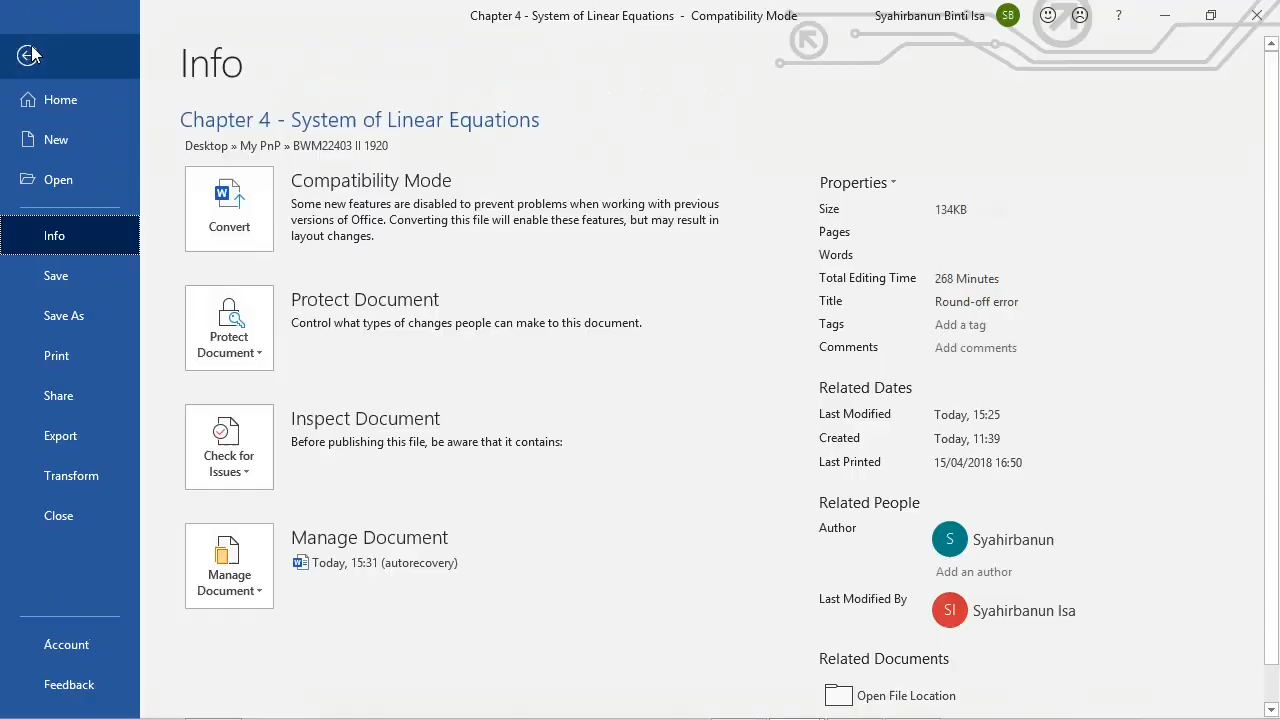 Chapter 4 - System of Linear Equations - Compatibility Mode
Syahirbanun Binti Isa
SB
?
Home
New
Open
Info
Save
Save As
Print
Share
Export
Transform
Close
Account
Feedback
Info
Chapter 4 - System of Linear Equations
Desktop » My PnP » BWM22403 II 1920
Convert
Compatibility Mode
Some new features are disabled to prevent problems when working with previous
versions of Office. Converting this file will enable these features, but may result in
layout changes.
Protect
Document
Protect Document
Control what types of changes people can make to this document.
Check for
Issues
Inspect Document
Before publishing this file, be aware that it contains:
Manage
Document
Manage Document
Today, 15:31 (autorecovery)
Properties
Size 134KB
Pages
Words
Total Editing Time 268 Minutes
Title Round-off error
Tags Add a tag
Comments Add comments
Related Dates
Last Modified Today, 15:25
Created Today, 11:39
Last Printed 15/04/2018 16:50
Related People
Author S Syahirbanun
Add an author
Last Modified By SI Syahirbanun Isa
Related Documents
Open File Location